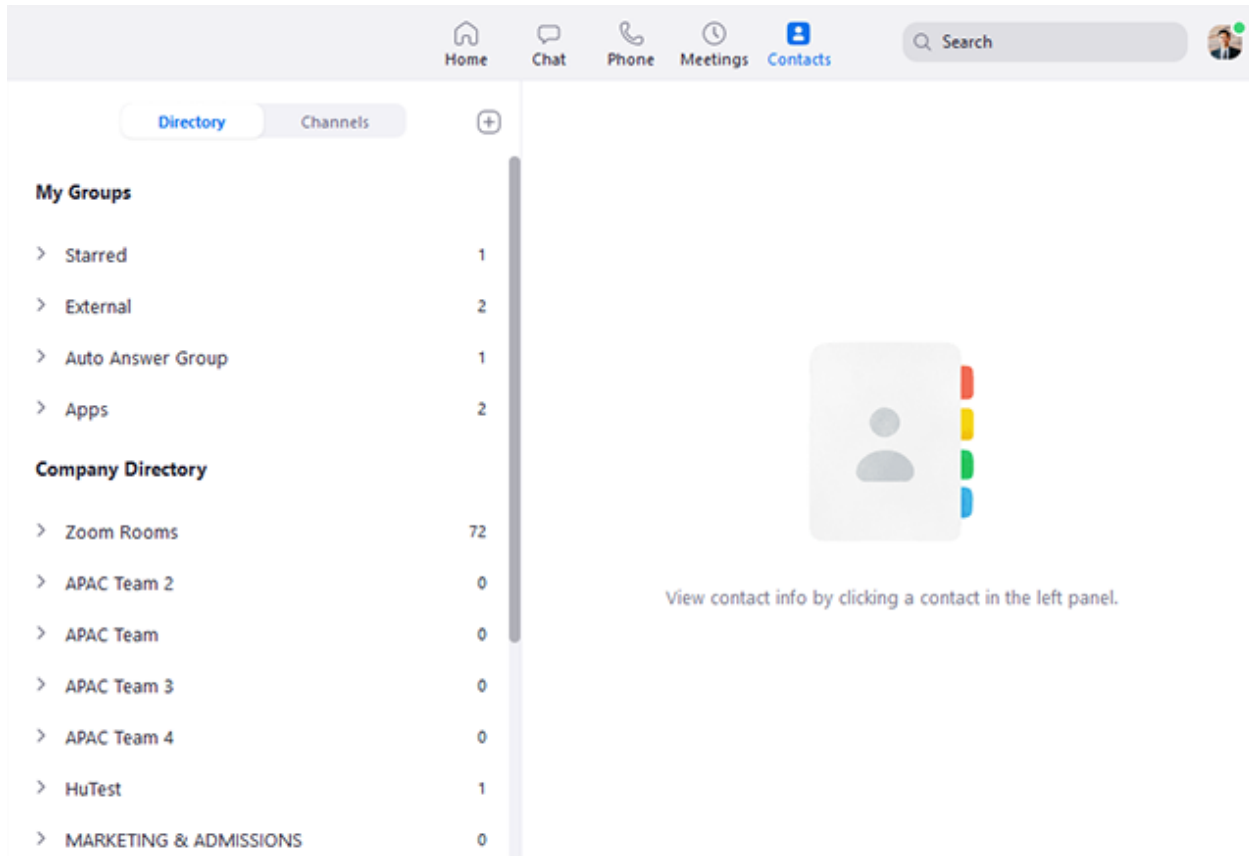 Home Chat Phone Meetings Contacts Search
Directory Channels
My Groups
Starred 1
External 2
Auto Answer Group 1
Apps 2
Company Directory
Zoom Rooms 72
APAC Team 2 0
APAC Team 0
APAC Team 3 0
APAC Team 4 0
HuTest 1
MARKETING & ADMISSIONS 0
View contact info by clicking a contact in the left panel.